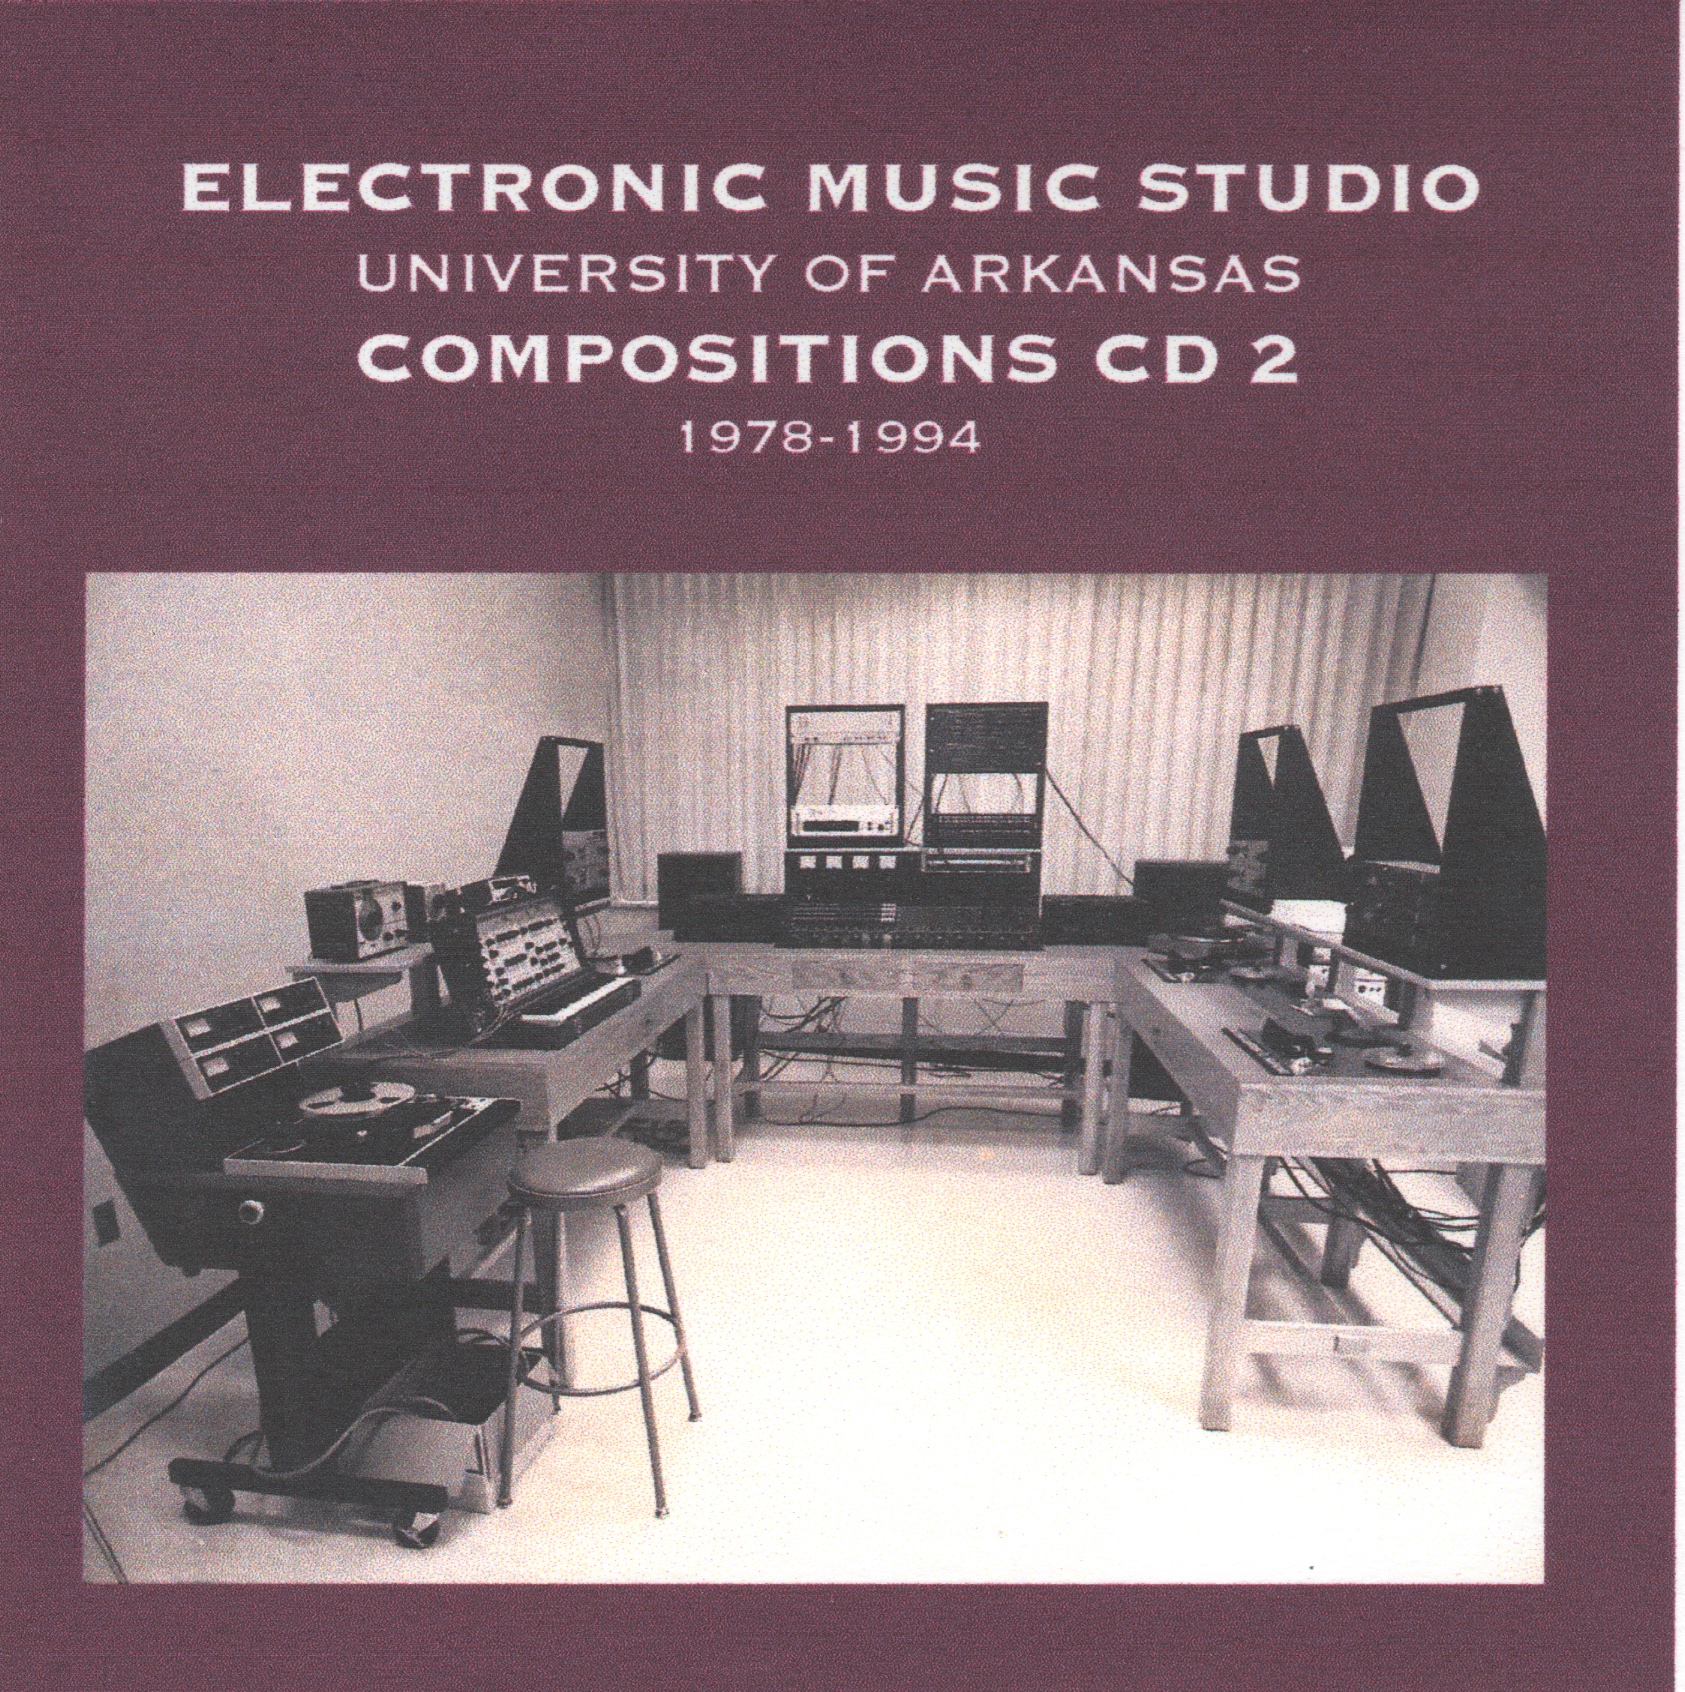 ELECTRONIC MUSIC STUDIO
UNIVERSITY OF ARKANSAS
COMPOSITIONS CD 2
1978-1994